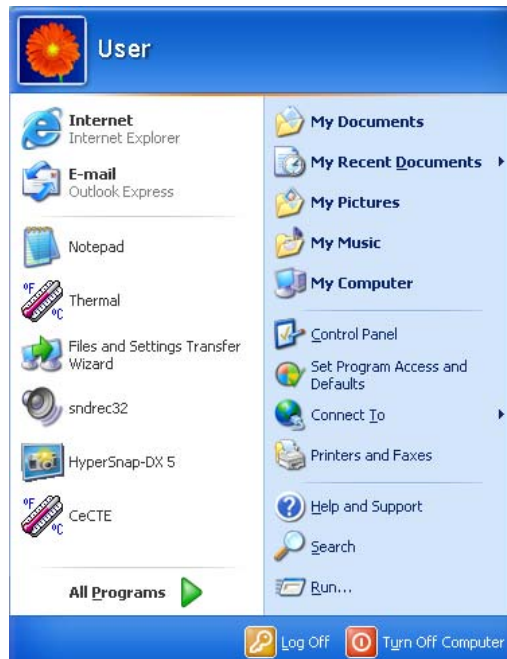 User
Internet
Internet Explorer
E-mail
Outlook Express
Notepad
°F
°C
Thermal
Files and Settings Transfer
Wizard
sndrec32
HyperSnap-DX 5
°F
°C
CeCTE
All Programs
My Documents
My Recent Documents
My Pictures
My Music
My Computer
Control Panel
Set Program Access and
Defaults
Connect To
Printers and Faxes
Help and Support
Search
Run...
Log Off
Turn Off Computer